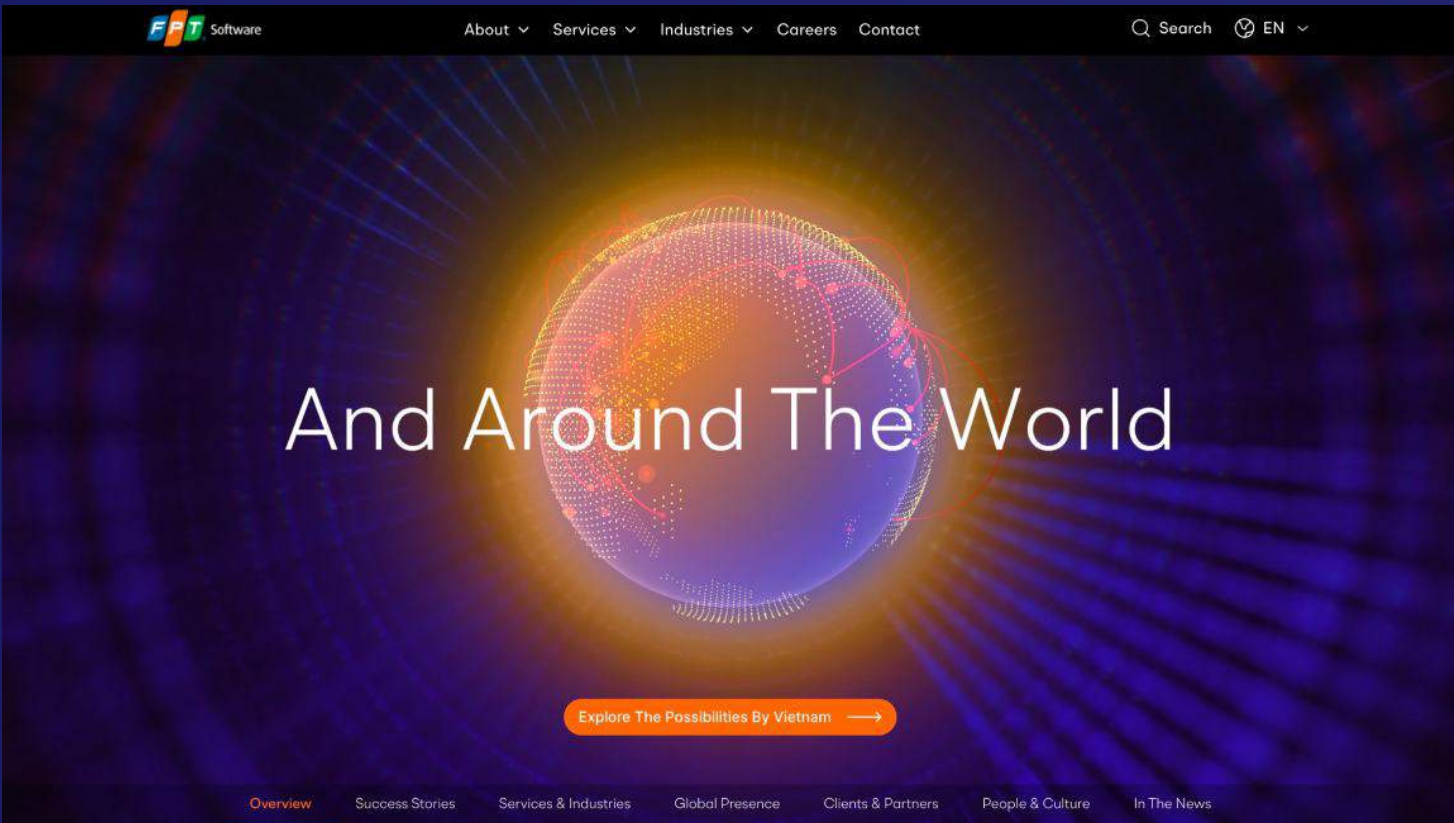 FPT Software
About Services Industries Careers Contact Search EN
And Around The World
Explore The Possibilities By Vietnam
Overview Success Stories Services & Industries Global Presence Clients & Partners People & Culture In The News